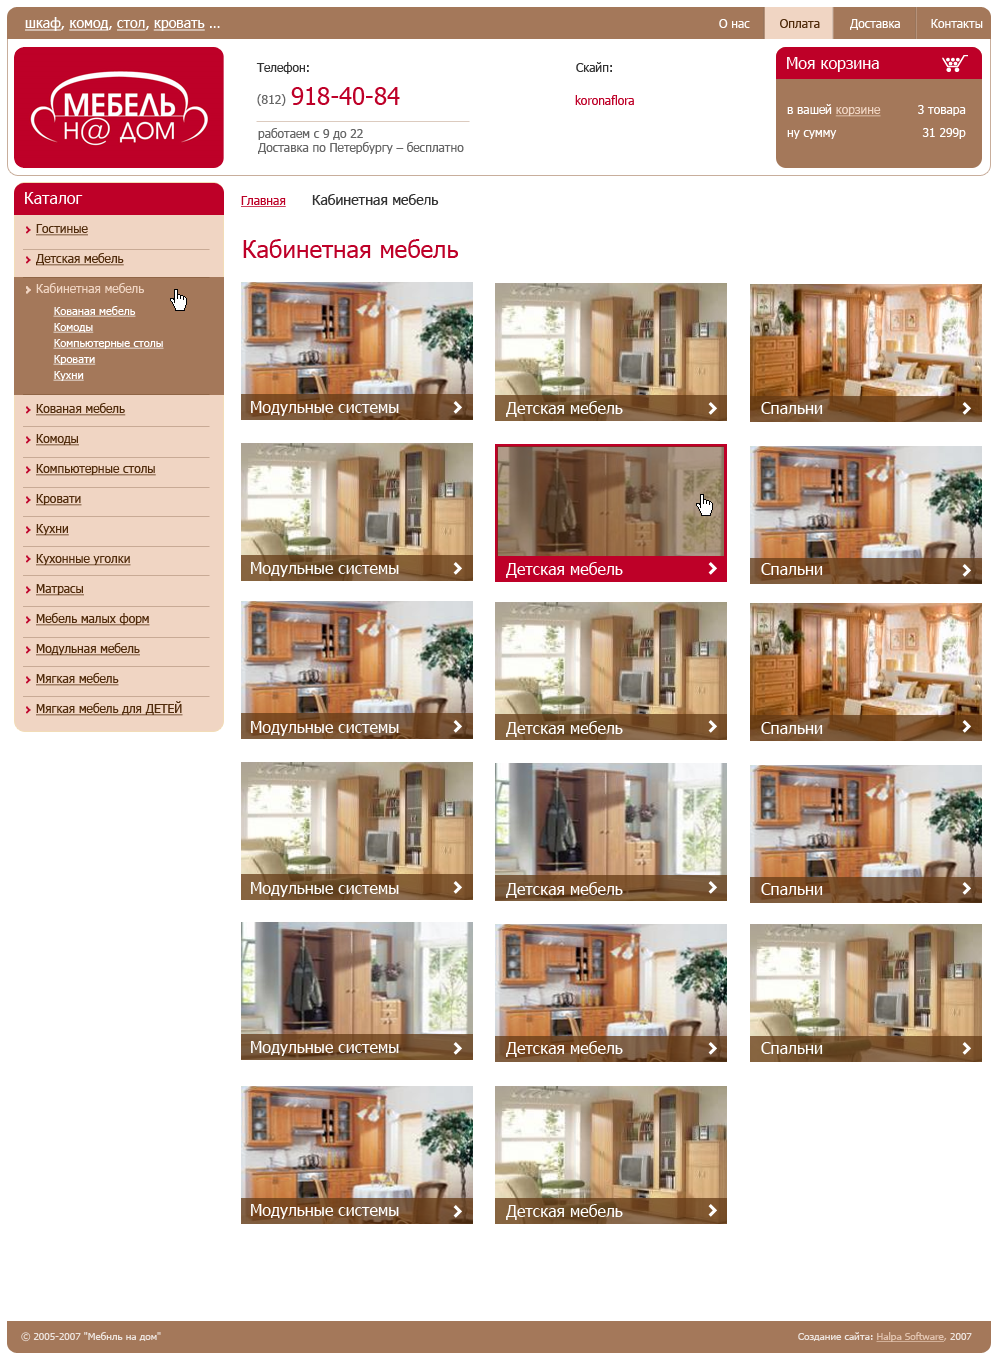 шкаф, комод, стол, кровать ...
О нас
Оплата
Доставка
Контакты
МЕБЕЛЬ
Н@ ДОМ
Телефон:
(812) 918-40-84
работаем с 9 до 22
Доставка по Петербургу – бесплатно
Скайп:
koronaflora
Моя корзина
в вашей корзине 3 товара
ну сумму 31 299р
Каталог
Гостиные
Детская мебель
Кабинетная мебель
Кованая мебель
Комоды
Компьютерные столы
Кровати
Кухни
Кованая мебель
Комоды
Компьютерные столы
Кровати
Кухни
Кухонные уголки
Матрасы
Мебель малых форм
Модульная мебель
Мягкая мебель
Мягкая мебель для ДЕТЕЙ
Главная Кабинетная мебель
Кабинетная мебель
Модульные системы
Детская мебель
Спальни
Модульные системы
Детская мебель
Спальни
Модульные системы
Детская мебель
Спальни
Модульные системы
Детская мебель
Спальни
Модульные системы
Детская мебель
Спальни
Модульные системы
Детская мебель
© 2005-2007 "Мебнль на дом"
Создание сайта: Halpa Software, 2007